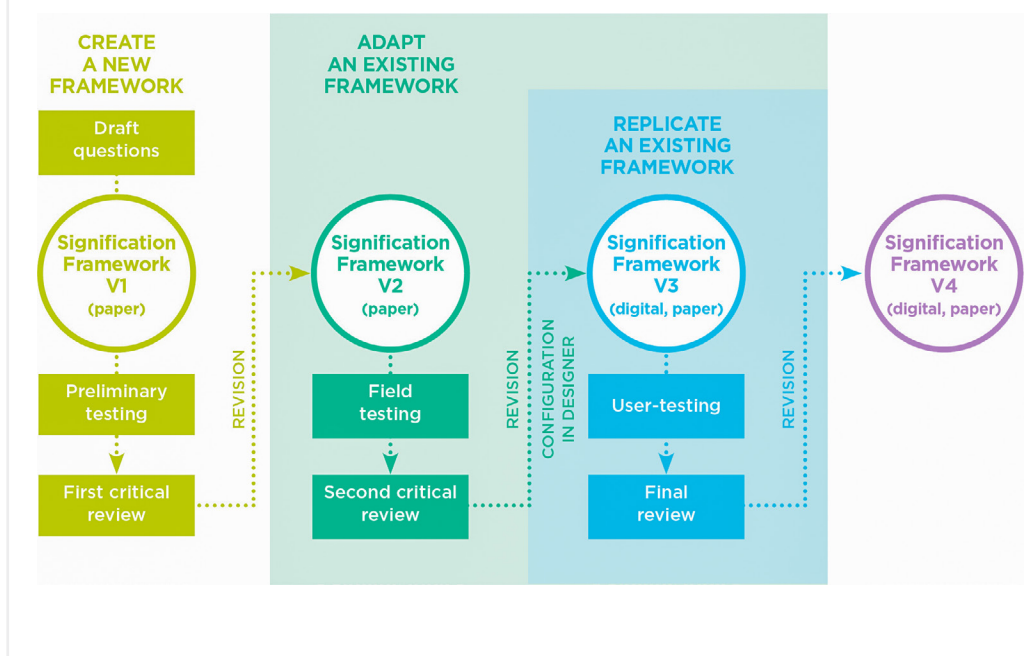 CREATE
A NEW
FRAMEWORK
Draft
questions
Signification
Framework
V1
(paper)
Preliminary
testing
First critical
review
REVISION
ADAPT
AN EXISTING
FRAMEWORK
Signification
Framework
V2
(paper)
Field
testing
Second critical
review
REVISION
CONFIGURATION
IN DESIGNER
REPLICATE
AN EXISTING
FRAMEWORK
Signification
Framework
V3
(digital, paper)
User-testing
Final
review
REVISION
Signification
Framework
V4
(digital, paper)